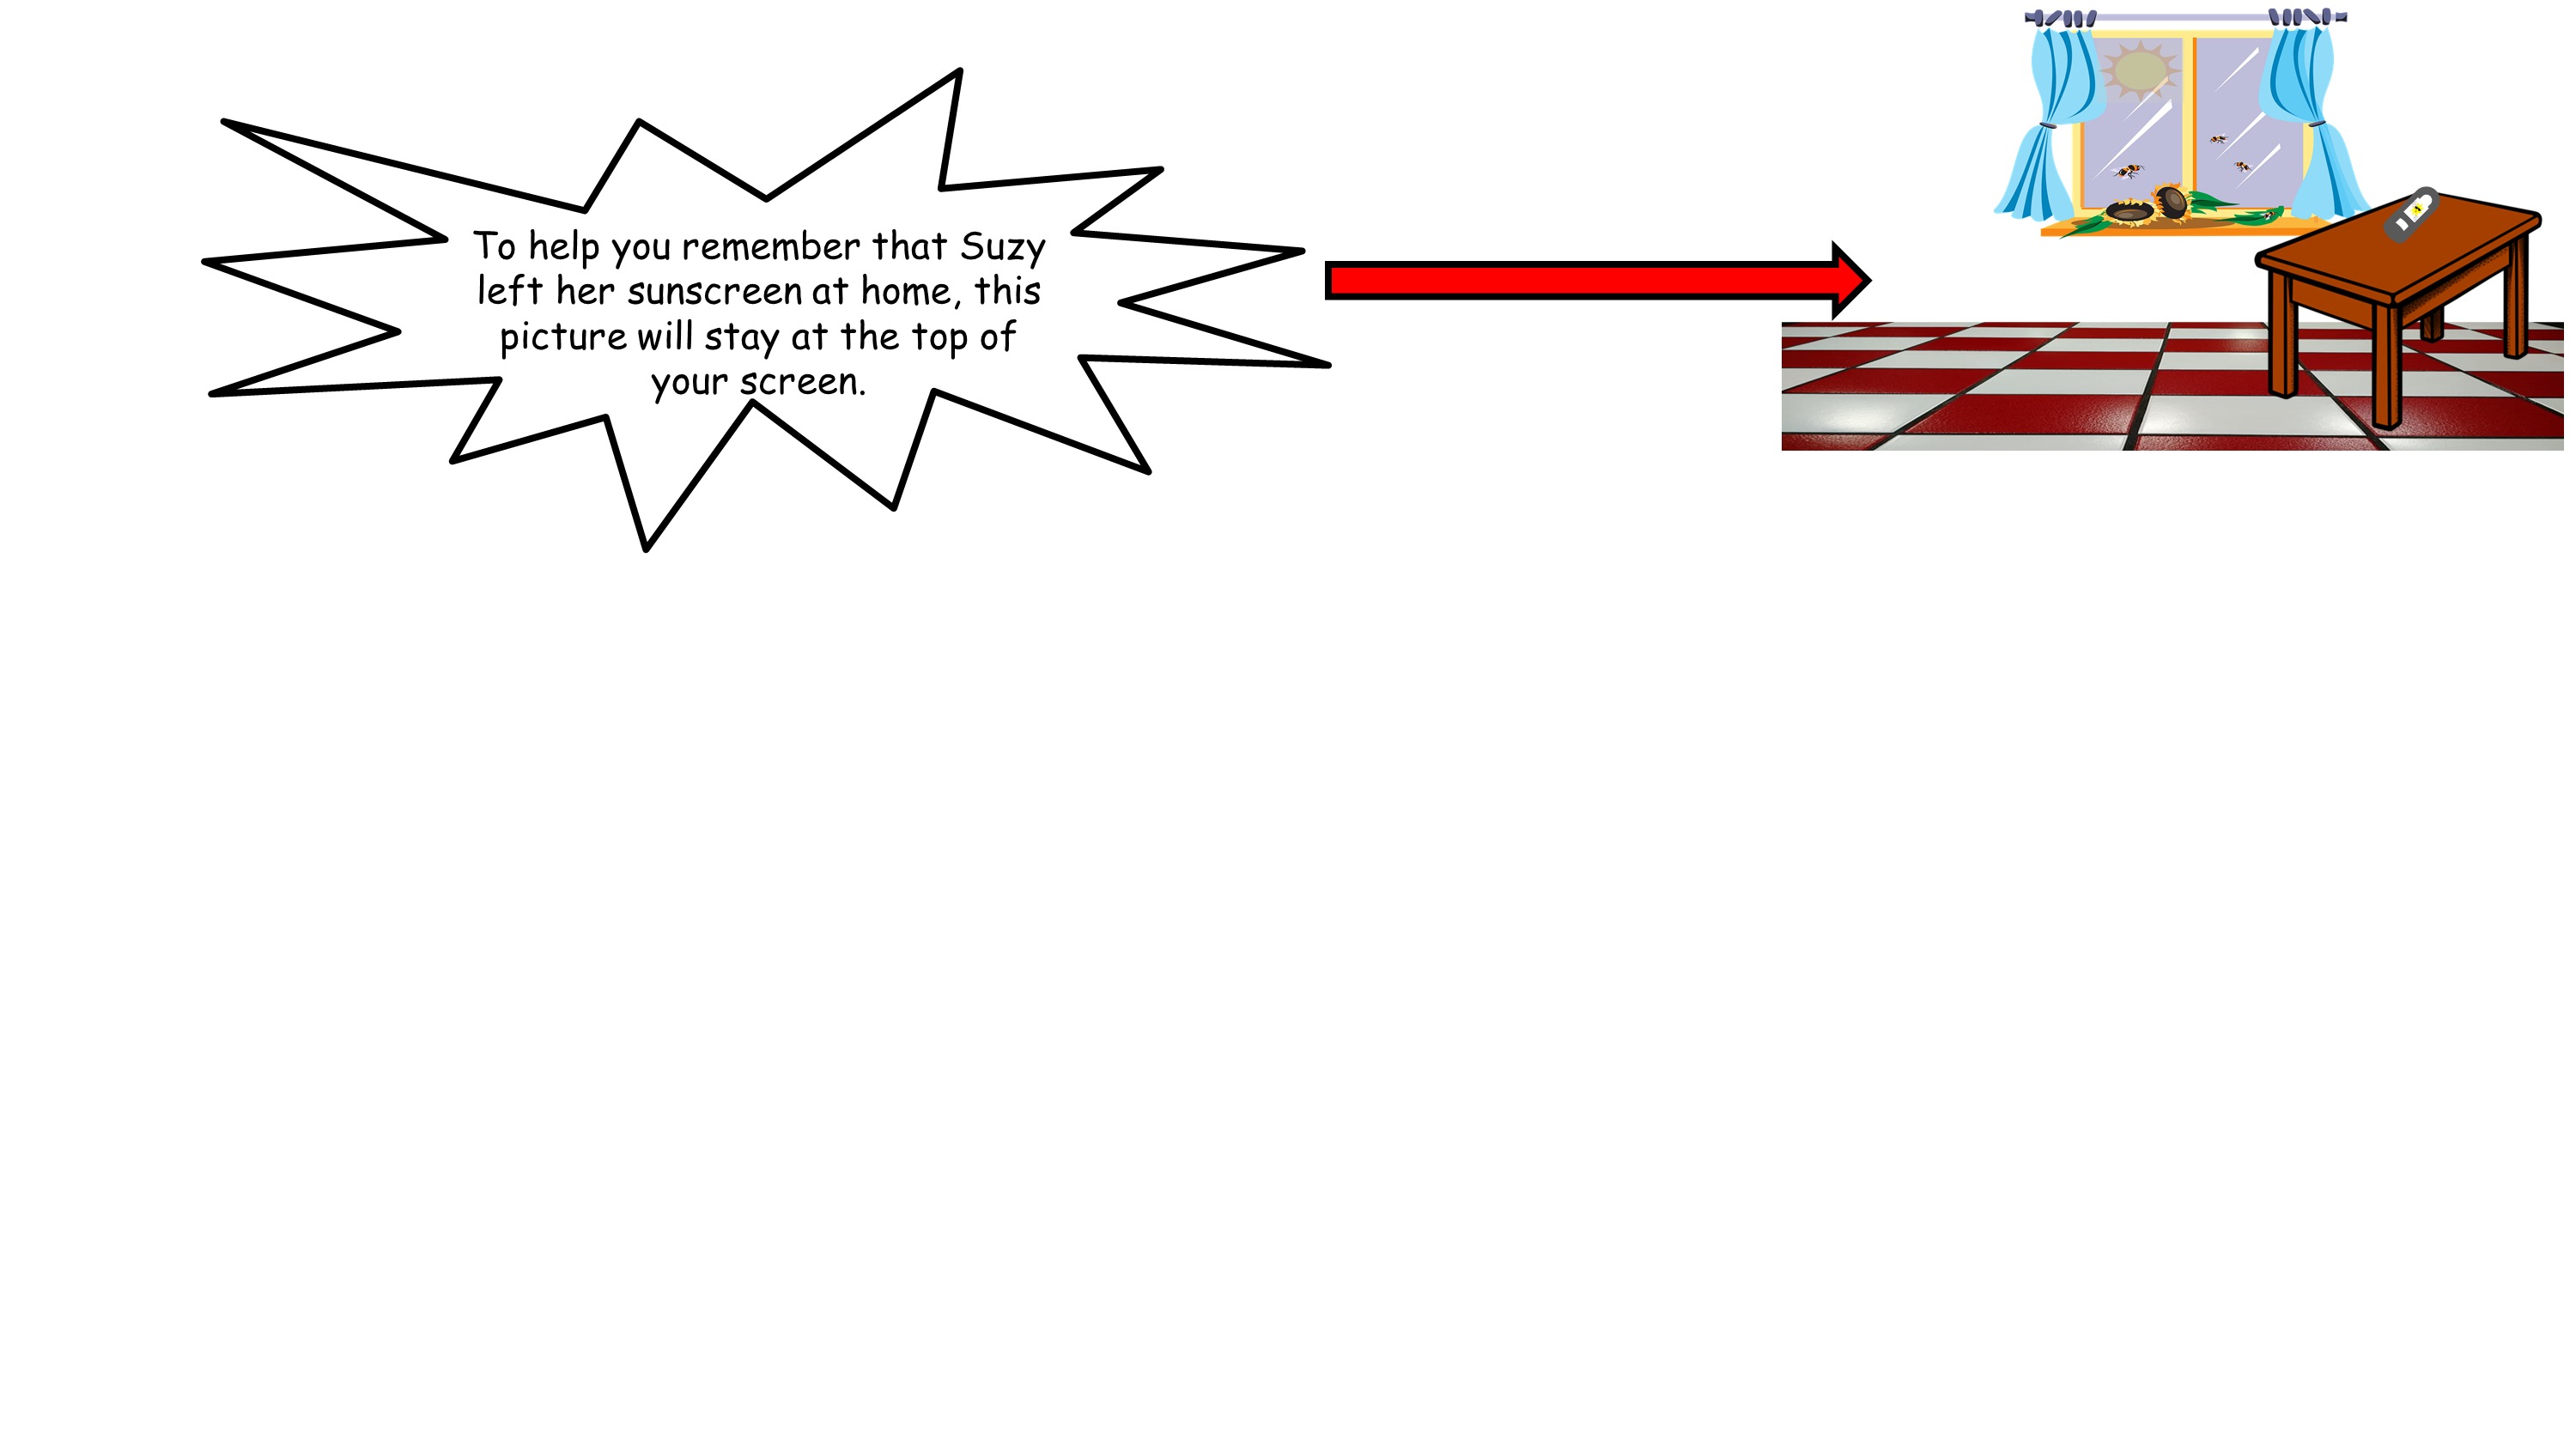 To help you remember that Suzy
left her sunscreen at home, this
picture will stay at the top of
your screen.